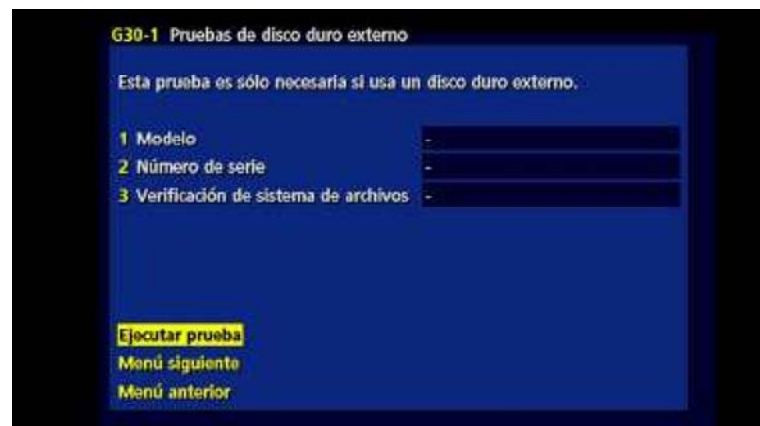 G30-1 Pruebas de disco duro externo
Esta prueba es sólo necesaria si usa un disco duro externo.
1 Modelo -
2 Número de serie -
3 Verificación de sistema de archivos -
Ejecutar prueba
Menú siguiente
Menú anterior